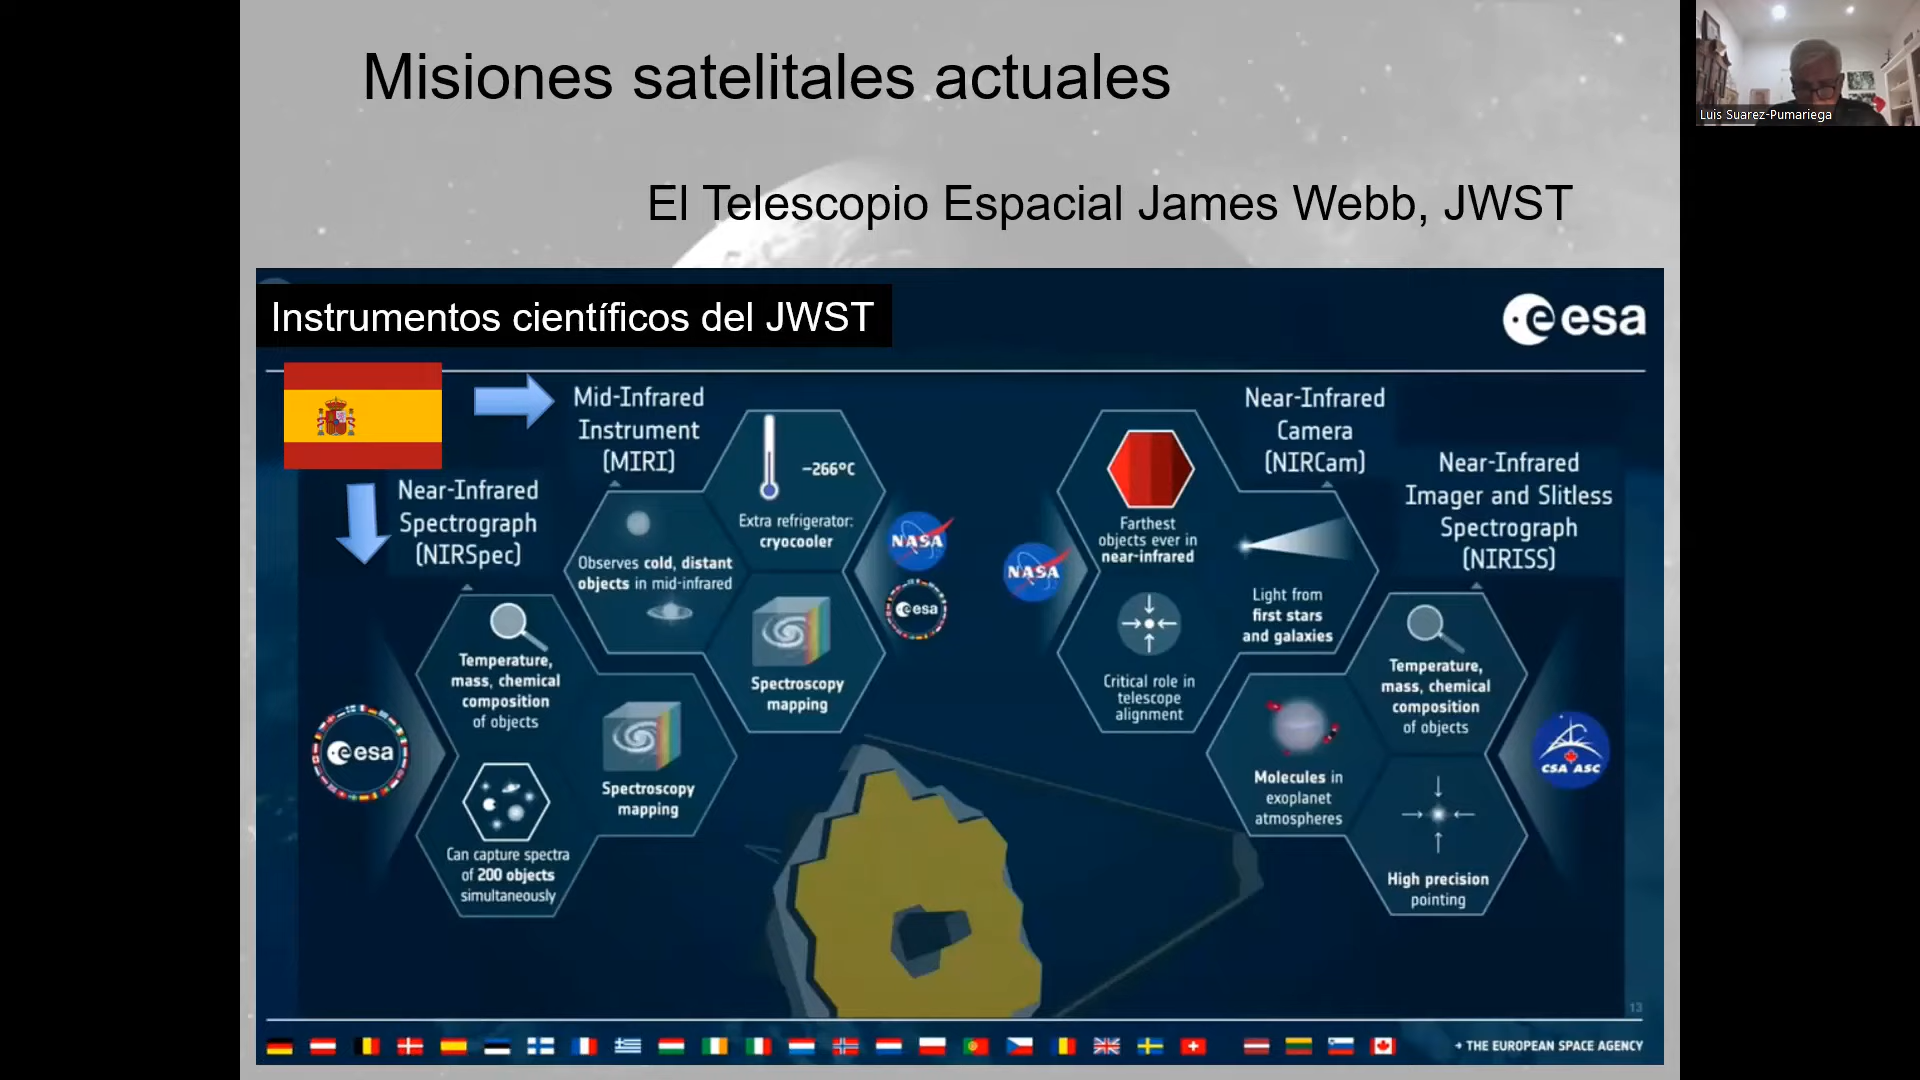 Misiones satelitales actuales
El Telescopio Espacial James Webb, JWST
Luis Suarez-Pumariega
Instrumentos científicos del JWST
esa
Mid-Infrared
Instrument
(MIRI)
Near-Infrared
Spectrograph
(NIRSpec)
-266°C
Extra refrigerator:
cryocooler
Observes cold, distant
objects in mid-infrared
Spectroscopy
mapping
NASA
esa
Temperature,
mass, chemical
composition
of objects
Spectroscopy
mapping
Can capture spectra
of 200 objects
simultaneously
esa
Near-Infrared
Camera
(NIRCam)
Near-Infrared
Imager and Slitless
Spectrograph
(NIRISS)
NASA
Farthest
objects ever in
near-infrared
Light from
first stars
and galaxies
Critical role in
telescope
alignment
Temperature,
mass, chemical
composition
of objects
Molecules in
exoplanet
atmospheres
High precision
pointing
CSA ASC
13
→ THE EUROPEAN SPACE AGENCY